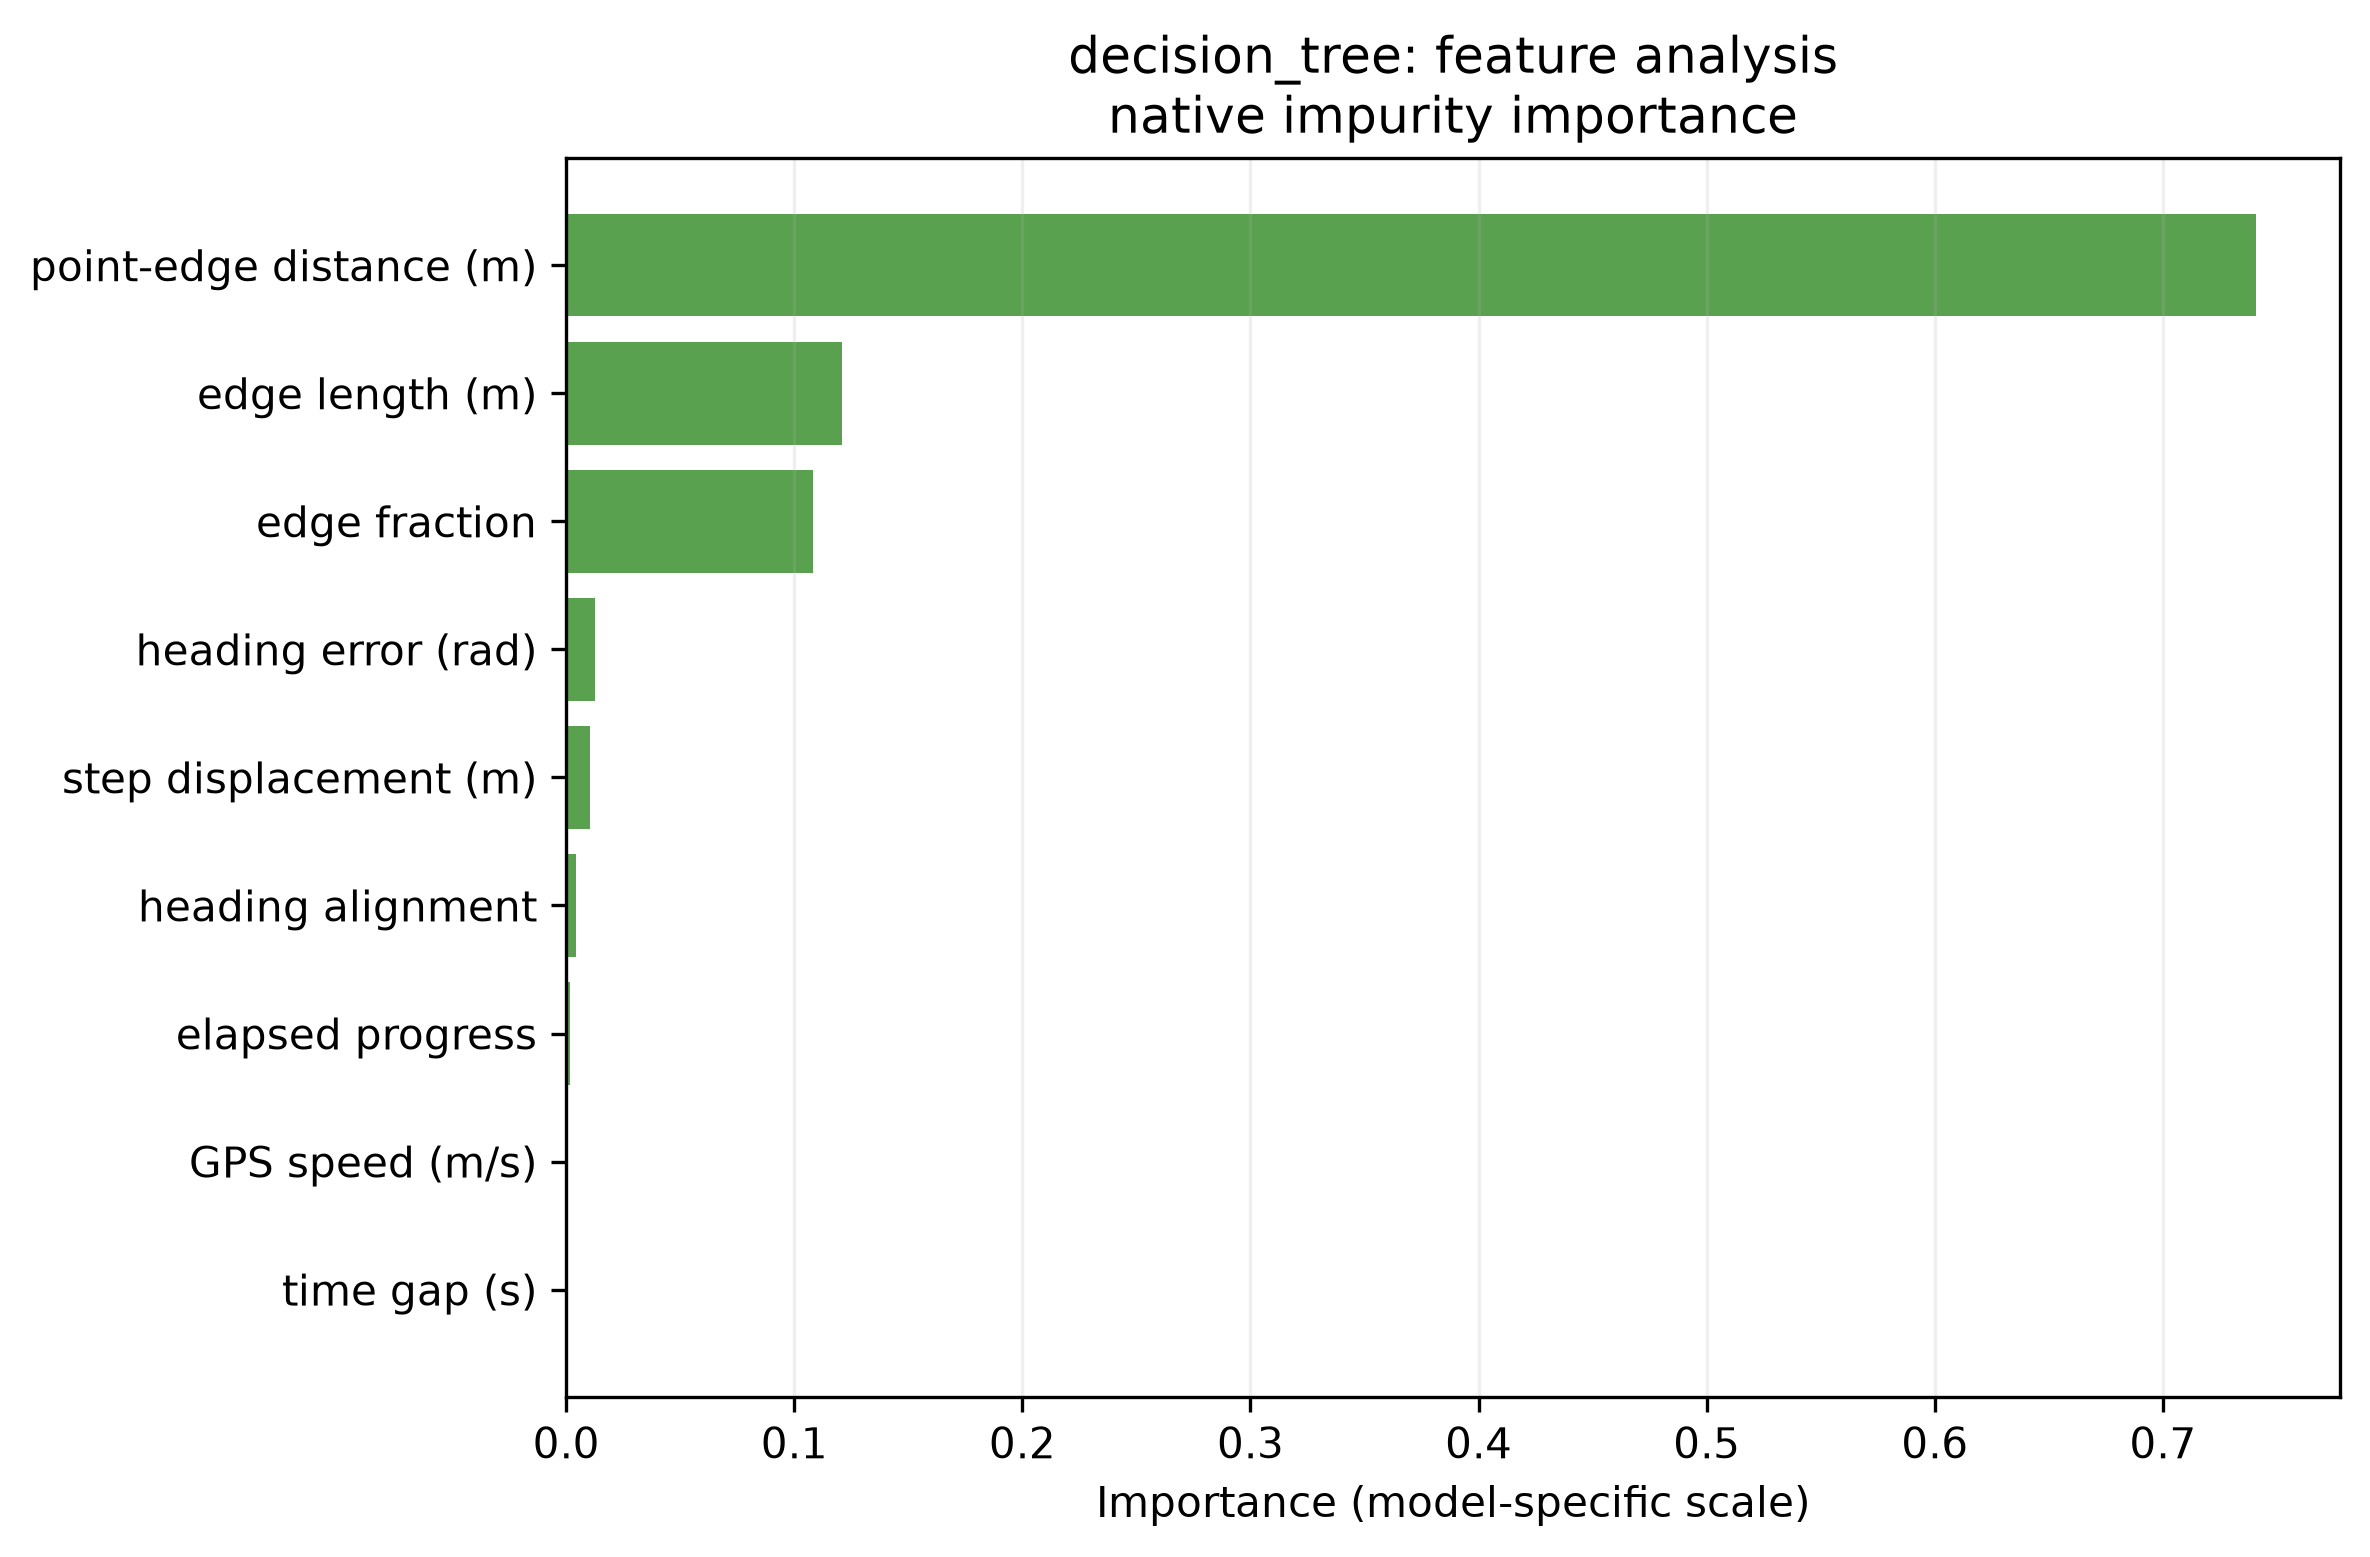 decision_tree: feature analysis
native impurity importance
point-edge distance (m)
edge length (m)
edge fraction
heading error (rad)
step displacement (m)
heading alignment
elapsed progress
GPS speed (m/s)
time gap (s)
0.0 0.1 0.2 0.3 0.4 0.5 0.6 0.7
Importance (model-specific scale)